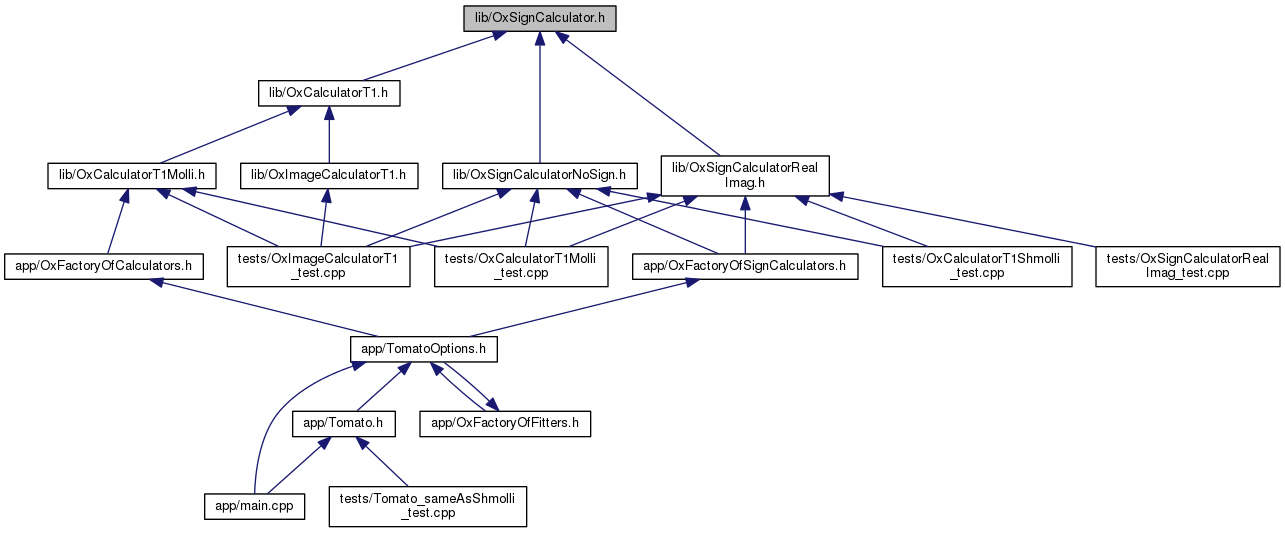 lib/OxSignCalculator.h
lib/OxCalculatorT1.h
lib/OxCalculatorT1Molli.h
lib/OxImageCalculatorT1.h
lib/OxSignCalculatorNoSign.h
lib/OxSignCalculatorReal
Imag.h
app/OxFactoryOfCalculators.h
tests/OxImageCalculatorT1
_test.cpp
tests/OxCalculatorT1Molli
_test.cpp
app/OxFactoryOfSignCalculators.h
tests/OxCalculatorT1Shmolli
_test.cpp
tests/OxSignCalculatorReal
Imag_test.cpp
app/TomatoOptions.h
app/Tomato.h
app/OxFactoryOfFitters.h
app/main.cpp
tests/Tomato_sameAsShmolli
_test.cpp